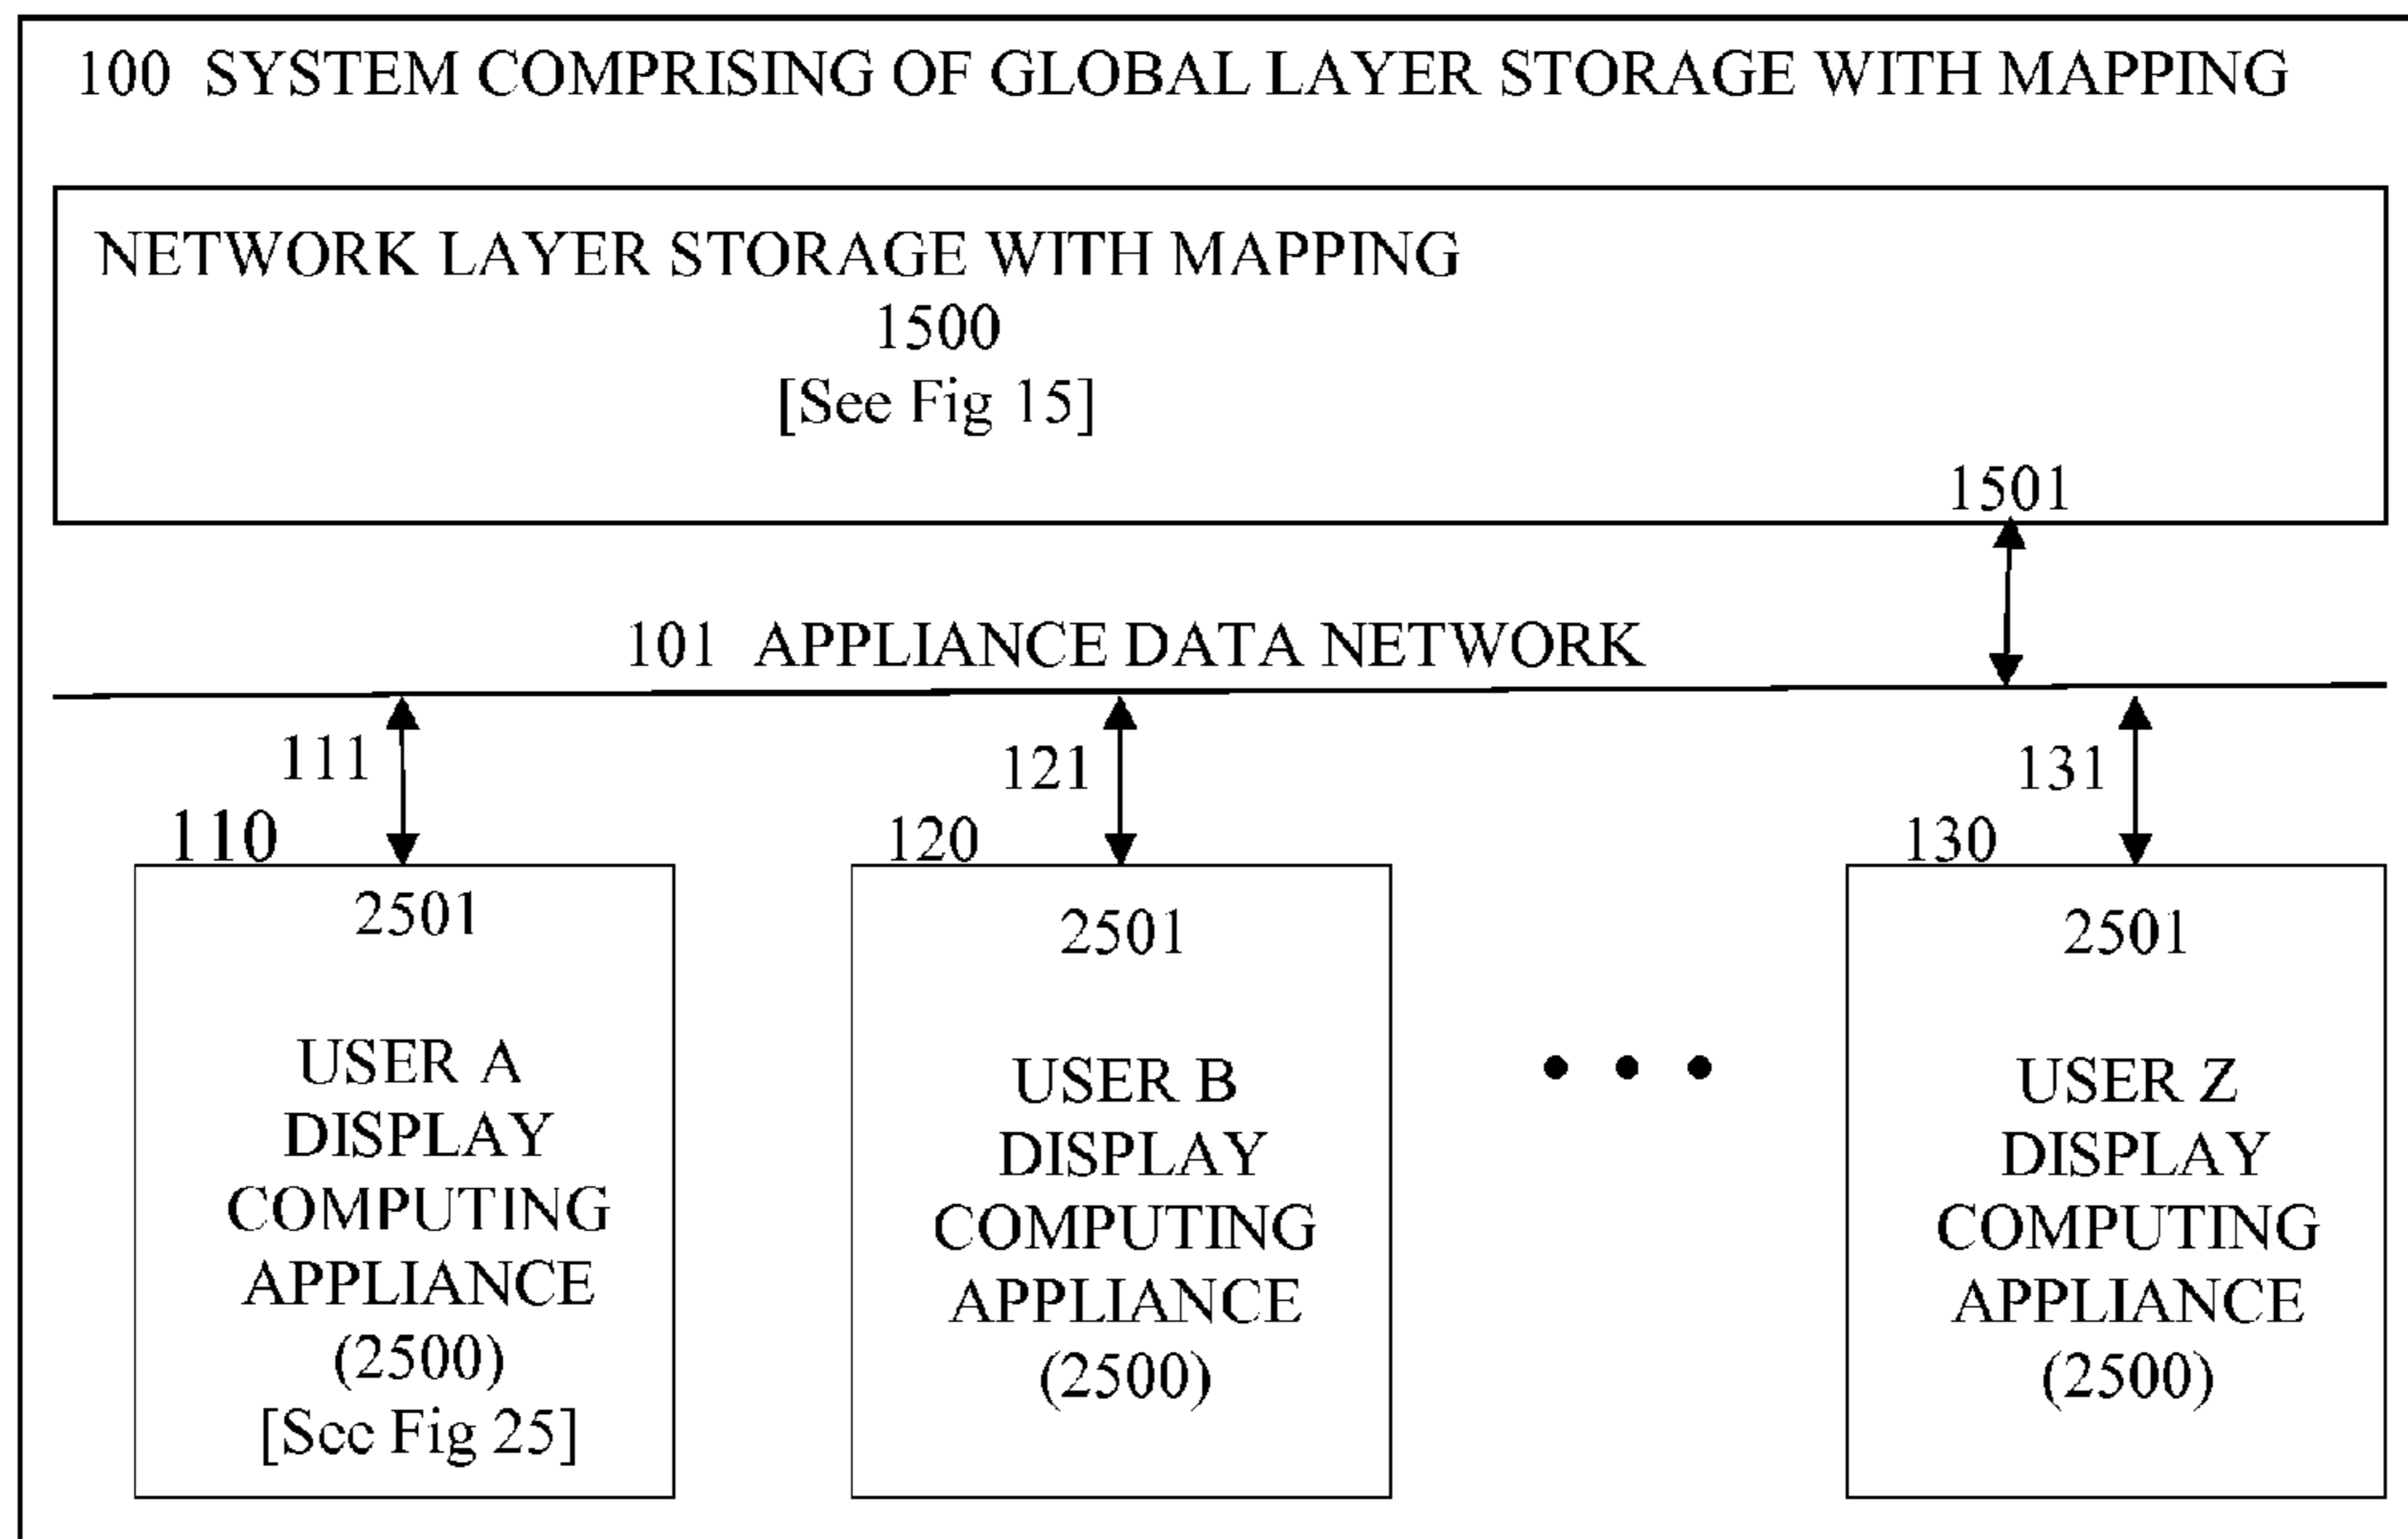 100 SYSTEM COMPRISING OF GLOBAL LAYER STORAGE WITH MAPPING
NETWORK LAYER STORAGE WITH MAPPING
1500
[See Fig 15]
1501
101 APPLIANCE DATA NETWORK
111
121
131
110
120
130
2501
USER A
DISPLAY
COMPUTING
APPLIANCE
(2500)
[See Fig 25]
2501
USER B
DISPLAY
COMPUTING
APPLIANCE
(2500)
• • •
2501
USER Z
DISPLAY
COMPUTING
APPLIANCE
(2500)